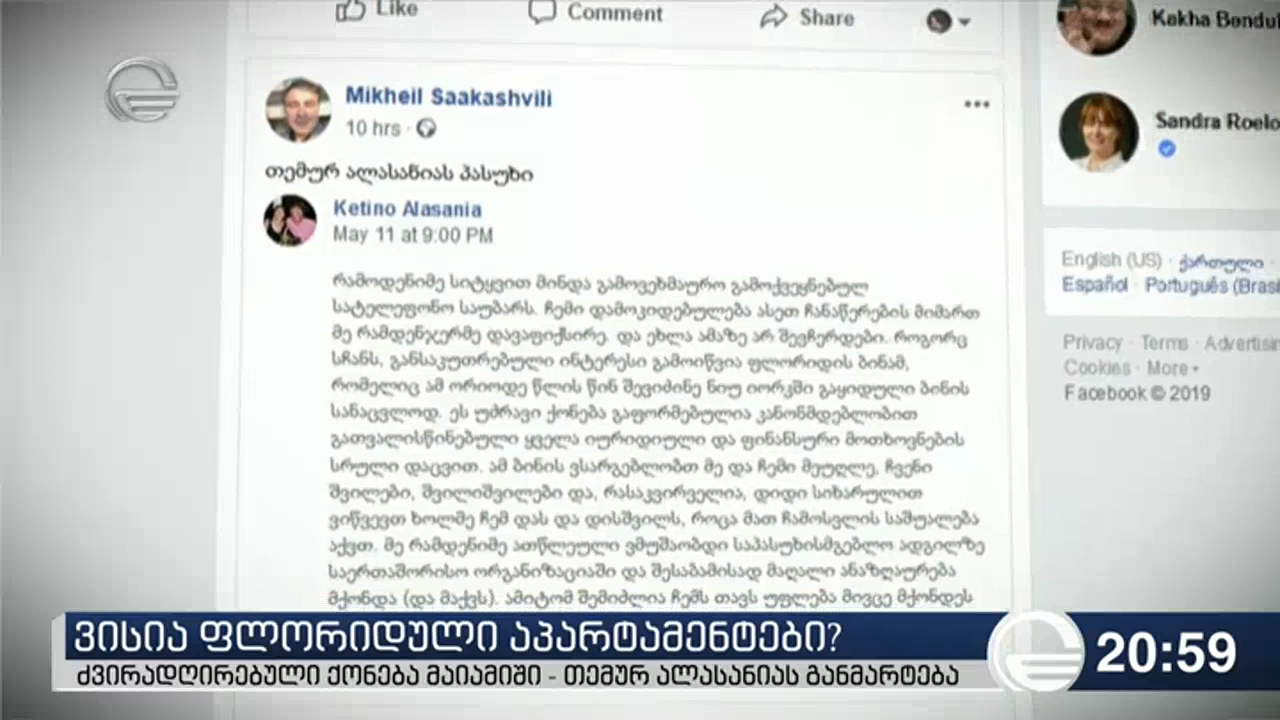 Like Comment Share
Kakha Bendu
Mikheil Saakashvili
10 hrs
Sandra Roelo
თემურ ალასანიას პასუხი
Ketino Alasania
May 11 at 9:00 PM
რამოდენიმე სიტყვით მინდა გამოვეხმაურო გამოქვეყნებულ
სატელეფონო საუბარს. ჩემი დამოკიდებულება ასეთ ჩანაწერების მიმართ
მე რამდენჯერმე დავაფიქსირე. და ეხლა ამაზე არ შევჩერდები. როგორც
სჩანს, განსაკუთრებული ინტერესი გამოიწვია ფლორიდის ბინამ,
რომელიც ამ ორიოდე წლის წინ შევიძინე ნიუ იორკში გაყიდული ბინის
სანაცვლოდ. ეს უძრავი ქონება გაფორმებულია კანონმდებლობით
გათვალისწინებული ყველა იურიდიული და ფინანსური მოთხოვნების
სრული დაცვით. ამ ბინის ვსარგებლობთ მე და ჩემი მეუღლე, ჩვენი
შვილები, შვილიშვილები და, რასაკვირველია, დიდი სიხარულით
ვიწვევთ ხოლმე ჩემ დას და დისშვილს, როცა მათ ჩამოსვლის საშუალება
აქვთ. მე რამდენიმე ათწლეული ვმუშაობდი საპასუხისმგებლო ადგილზე
საერთაშორისო ორგანიზაციაში და შესაბამისად მაღალი ანაზღაურება
მქონდა (და მაქვს). ამიტომ შემიძლია ჩემს თავს უფლება მივცე მქონდეს
English (US) · ქართული ·
Español · Português (Brasi
Privacy · Terms · Advertisin
Cookies · More
Facebook © 2019
ვისია ფლორიდული აპარტამენტები?
ძვირადღირებული ქონება მაიამიში - თემურ ალასანიას განმარტება
20:59